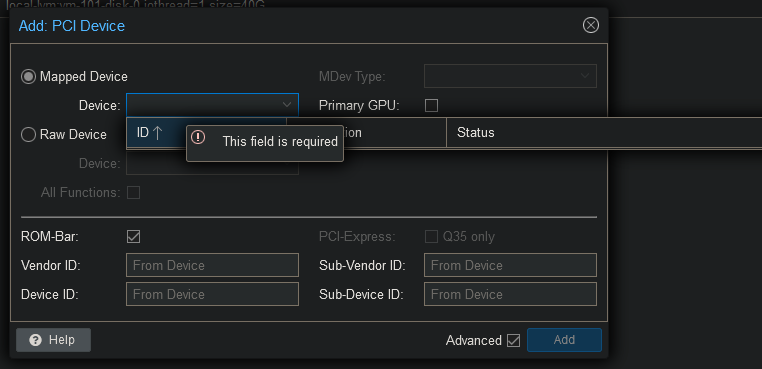 local-lvm:vm-101-disk-0,iothread=1,size=40G
Add: PCI Device
Mapped Device
MDev Type:
Device:
Primary GPU:
ID
Status
Raw Device
This field is required
Device:
All Functions:
ROM-Bar:
PCI-Express:
Q35 only
Vendor ID:
From Device
Sub-Vendor ID:
From Device
Device ID:
From Device
Sub-Device ID:
From Device
Help
Advanced
Add